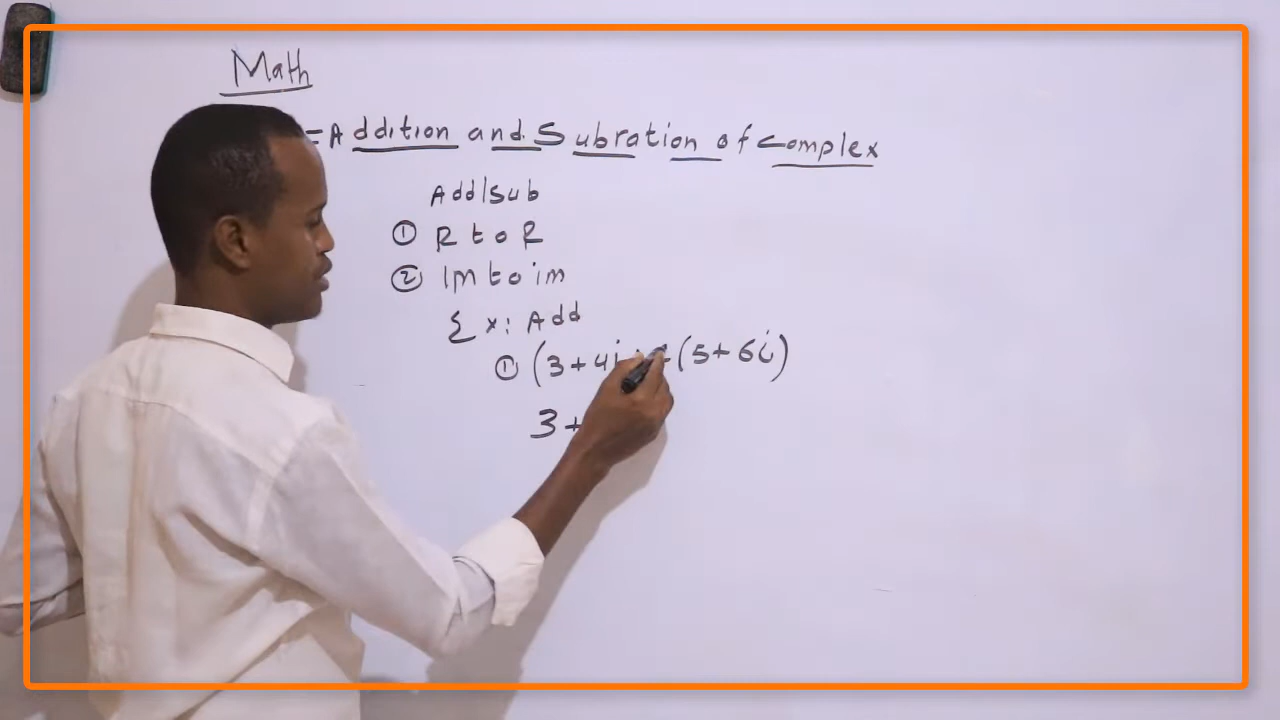 Math
= Addition and Subration of Complex
Add/Sub
① R to R
② Im to im
Ex: Add
① (3+4i) + (5+6i)
3+